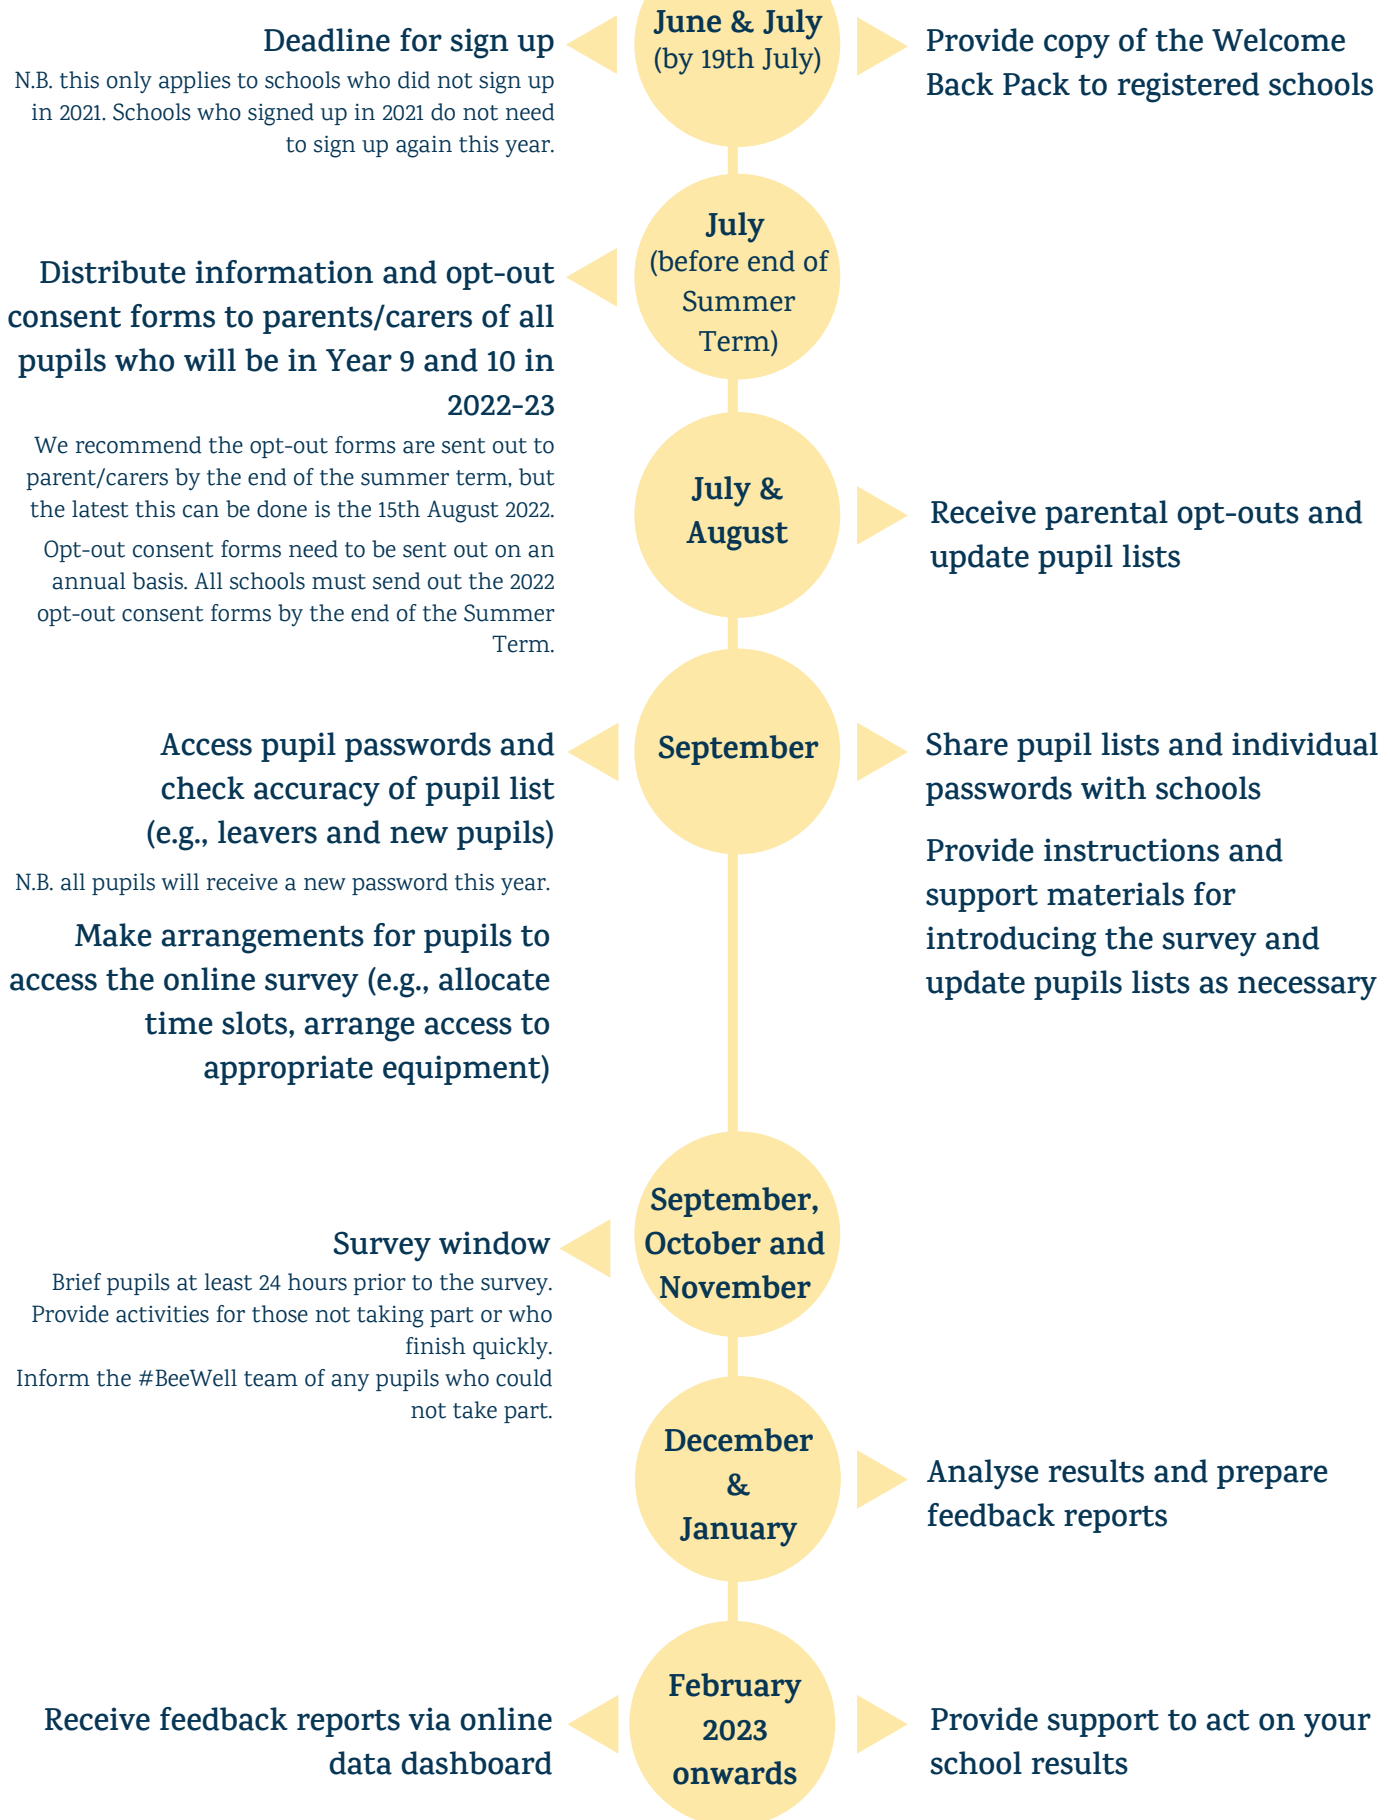 June & July
(by 19th July)
Deadline for sign up
N.B. this only applies to schools who did not sign up
in 2021. Schools who signed up in 2021 do not need
to sign up again this year.
Provide copy of the Welcome
Back Pack to registered schools
July
(before end of
Summer
Term)
Distribute information and opt-out
consent forms to parents/carers of all
pupils who will be in Year 9 and 10 in
2022-23
We recommend the opt-out forms are sent out to
parent/carers by the end of the summer term, but
the latest this can be done is the 15th August 2022.
Opt-out consent forms need to be sent out on an
annual basis. All schools must send out the 2022
opt-out consent forms by the end of the Summer
Term.
July &
August
Receive parental opt-outs and
update pupil lists
September
Access pupil passwords and
check accuracy of pupil list
(e.g., leavers and new pupils)
N.B. all pupils will receive a new password this year.
Make arrangements for pupils to
access the online survey (e.g., allocate
time slots, arrange access to
appropriate equipment)
Share pupil lists and individual
passwords with schools
Provide instructions and
support materials for
introducing the survey and
update pupils lists as necessary
September,
October and
November
Survey window
Brief pupils at least 24 hours prior to the survey.
Provide activities for those not taking part or who
finish quickly.
Inform the #BeeWell team of any pupils who could
not take part.
December
&
January
Analyse results and prepare
feedback reports
February
2023
onwards
Receive feedback reports via online
data dashboard
Provide support to act on your
school results